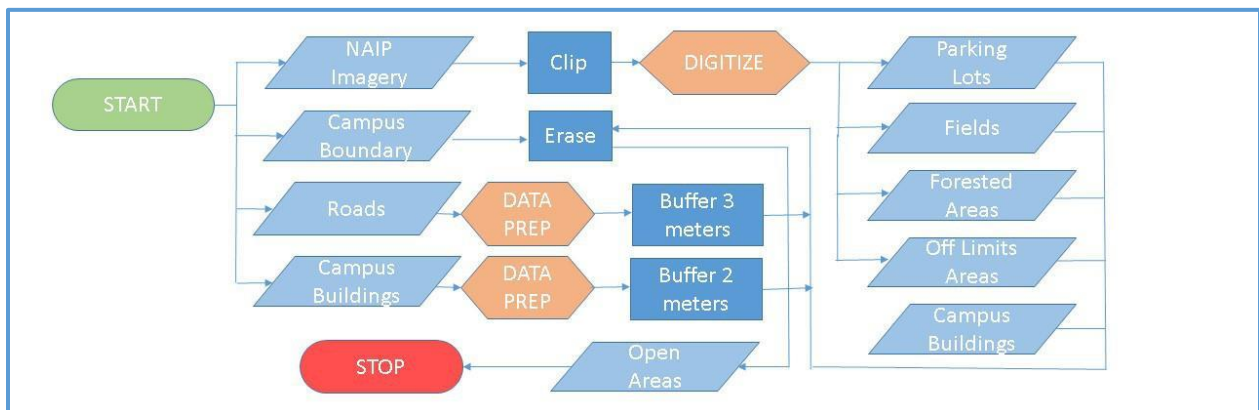 START
NAIP
Imagery
Clip
DIGITIZE
Parking
Lots
Campus
Boundary
Erase
Fields
Roads
DATA
PREP
Buffer 3
meters
Forested
Areas
Campus
Buildings
DATA
PREP
Buffer 2
meters
Off Limits
Areas
Campus
Buildings
STOP
Open
Areas